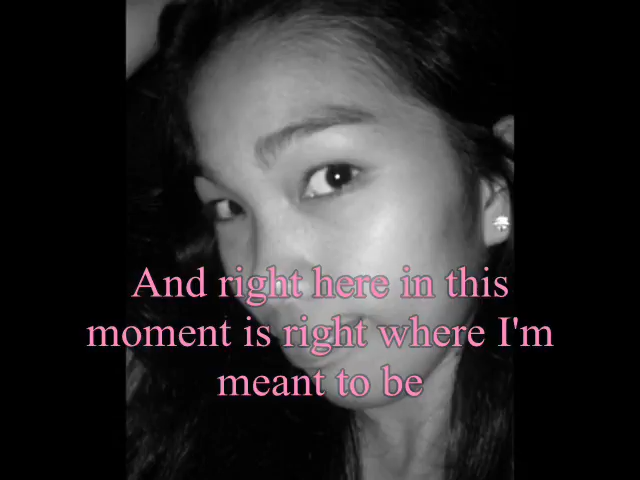 And right here in this
moment is right where I'm
meant to be